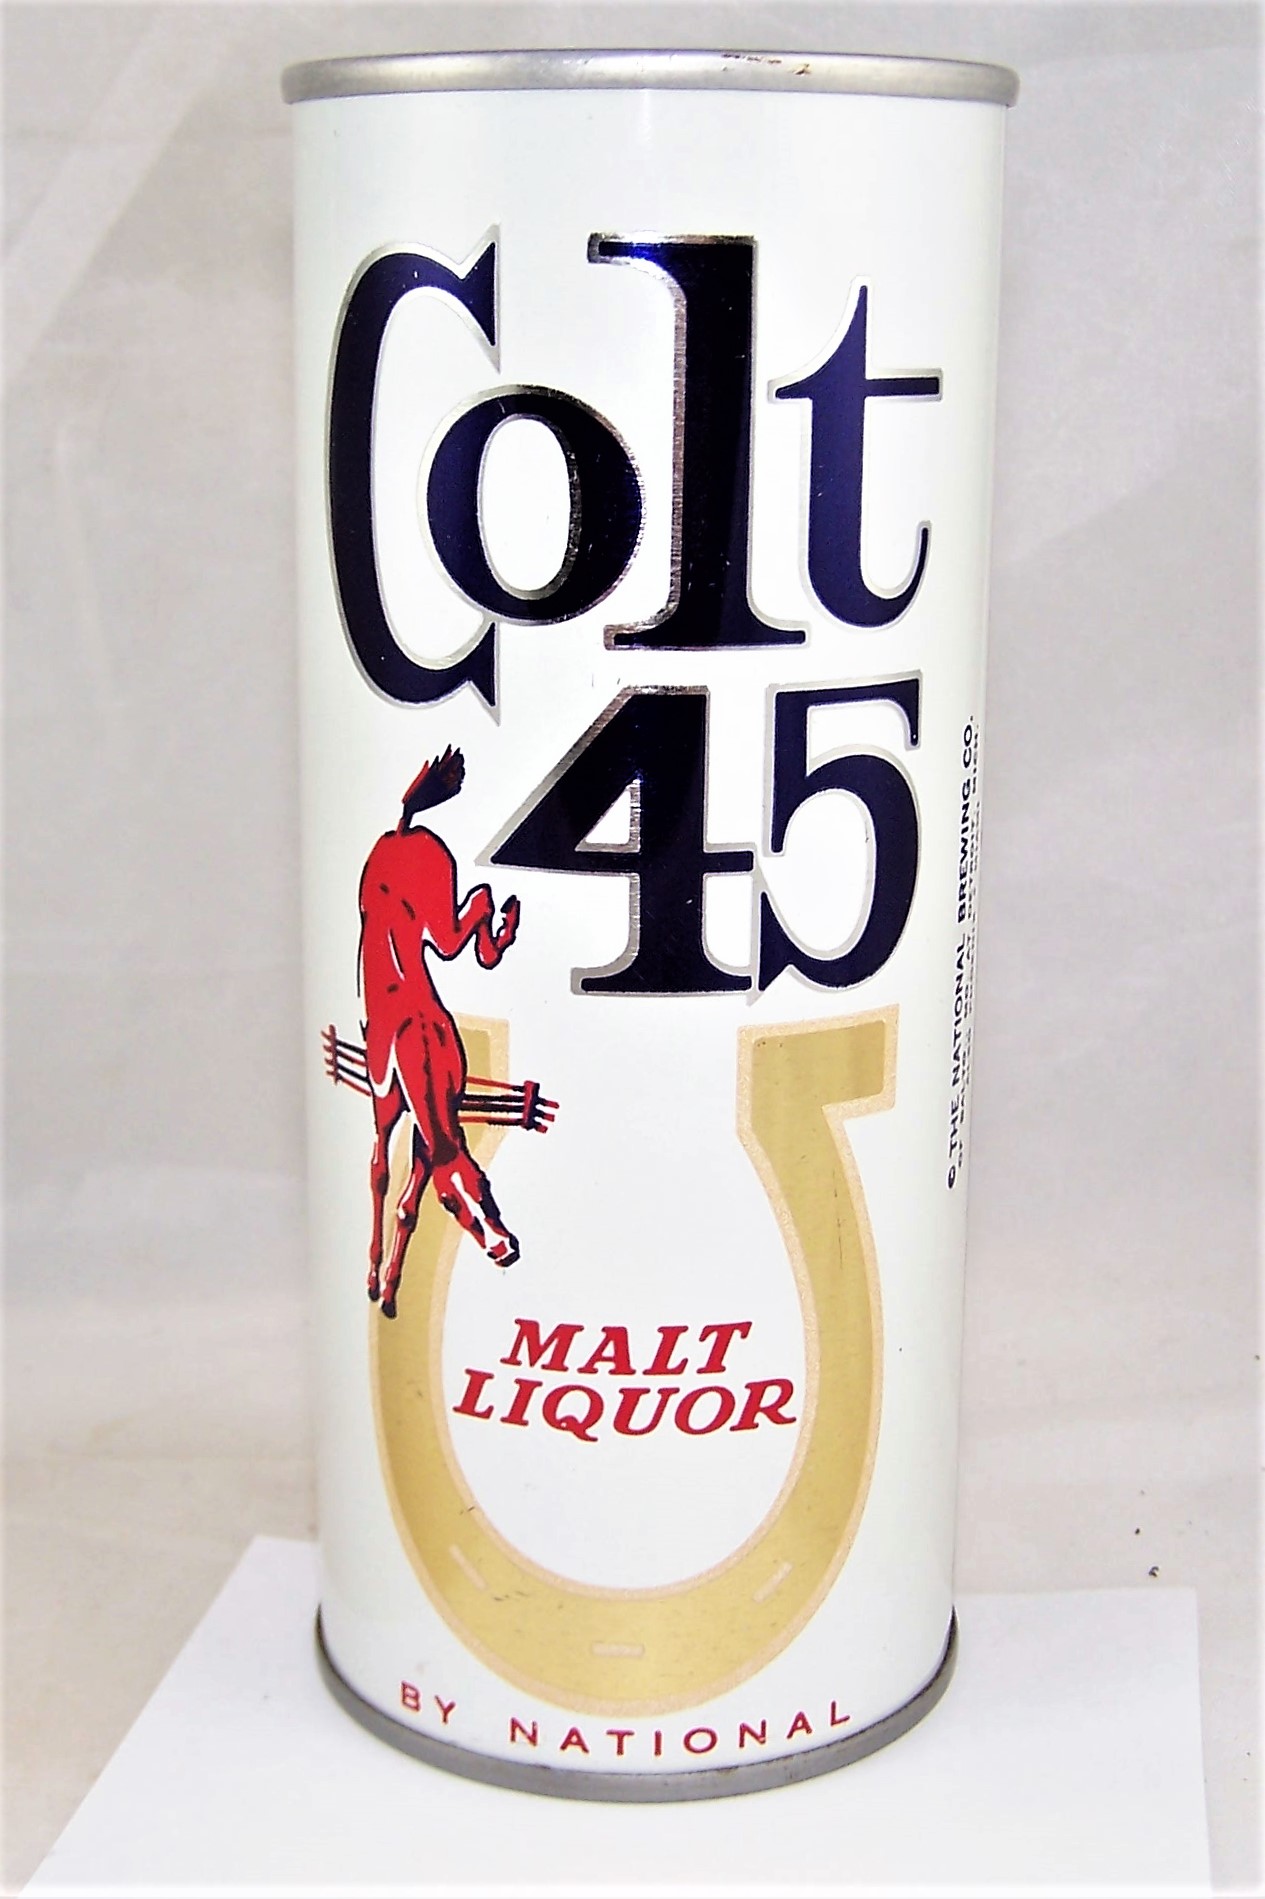 Colt
45
MALT
LIQUOR
BY NATIONAL
© THE NATIONAL BREWING CO.